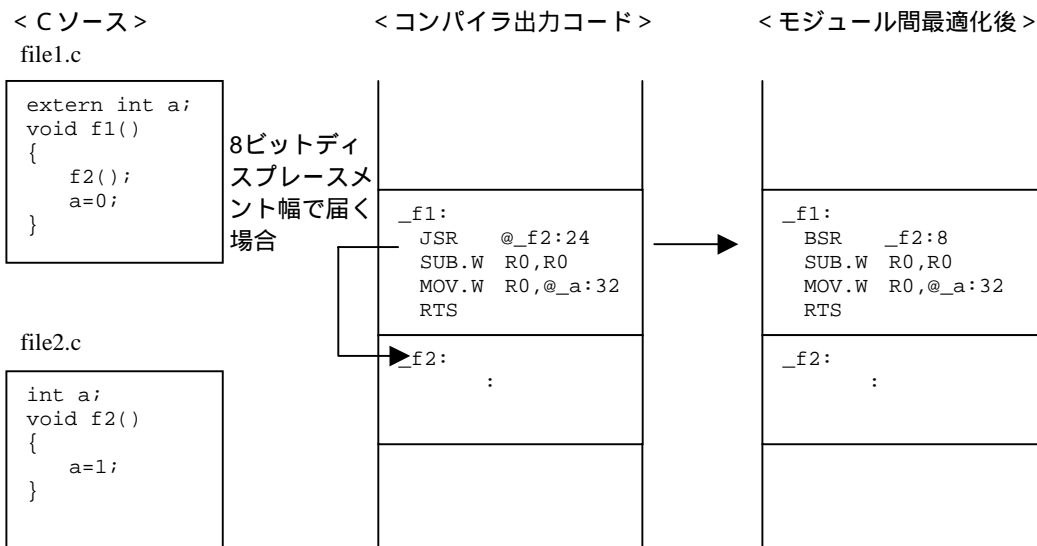 <Cソース>
file1.c
extern int a;
void f1()
{
f2();
a=0;
}
file2.c
int a;
void f2()
{
a=1;
}
8ビットディ
スプレースメ
ント幅で届く
場合
<コンパイラ出力コード>
_f1:
JSR @_f2:24
SUB.W R0,R0
MOV.W R0,@_a:32
RTS
_f2:
:
<モジュール間最適化後>
_f1:
BSR _f2:8
SUB.W R0,R0
MOV.W R0,@_a:32
RTS
_f2:
: